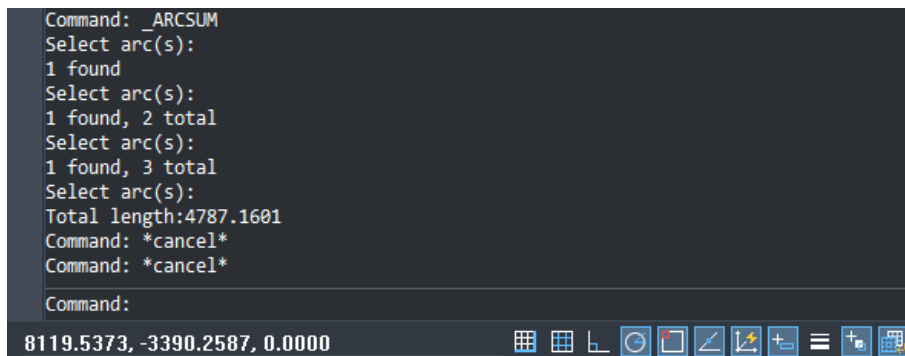 Command: _ARCSUM
Select arc(s):
1 found
Select arc(s):
1 found, 2 total
Select arc(s):
1 found, 3 total
Select arc(s):
Total length:4787.1601
Command: *cancel*
Command: *cancel*
Command:
8119.5373, -3390.2587, 0.0000